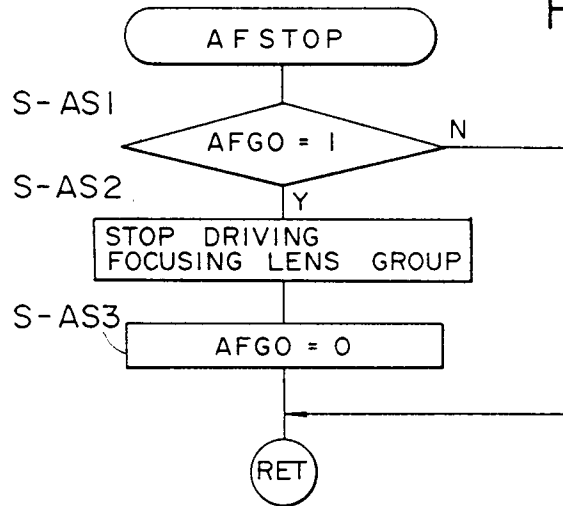 AFSTOP
S-AS1
AFGO = 1
N
S-AS2
Y
STOP DRIVING
FOCUSING LENS GROUP
S-AS3
AFGO = 0
RET